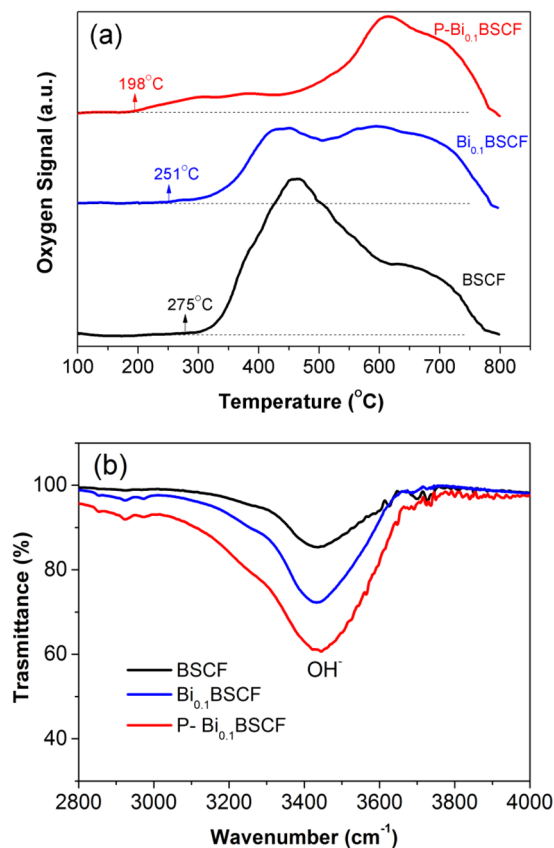 (a)
P-Bi0.1BSCF
198°C
Bi0.1BSCF
251°C
BSCF
275°C
Oxygen Signal (a.u.)
100 200 300 400 500 600 700 800
Temperature (°C)
(b)
100
80
60
40
Trasmittance (%)
OH-
BSCF
Bi0.1BSCF
P- Bi0.1BSCF
2800 3000 3200 3400 3600 3800 4000
Wavenumber (cm-1)